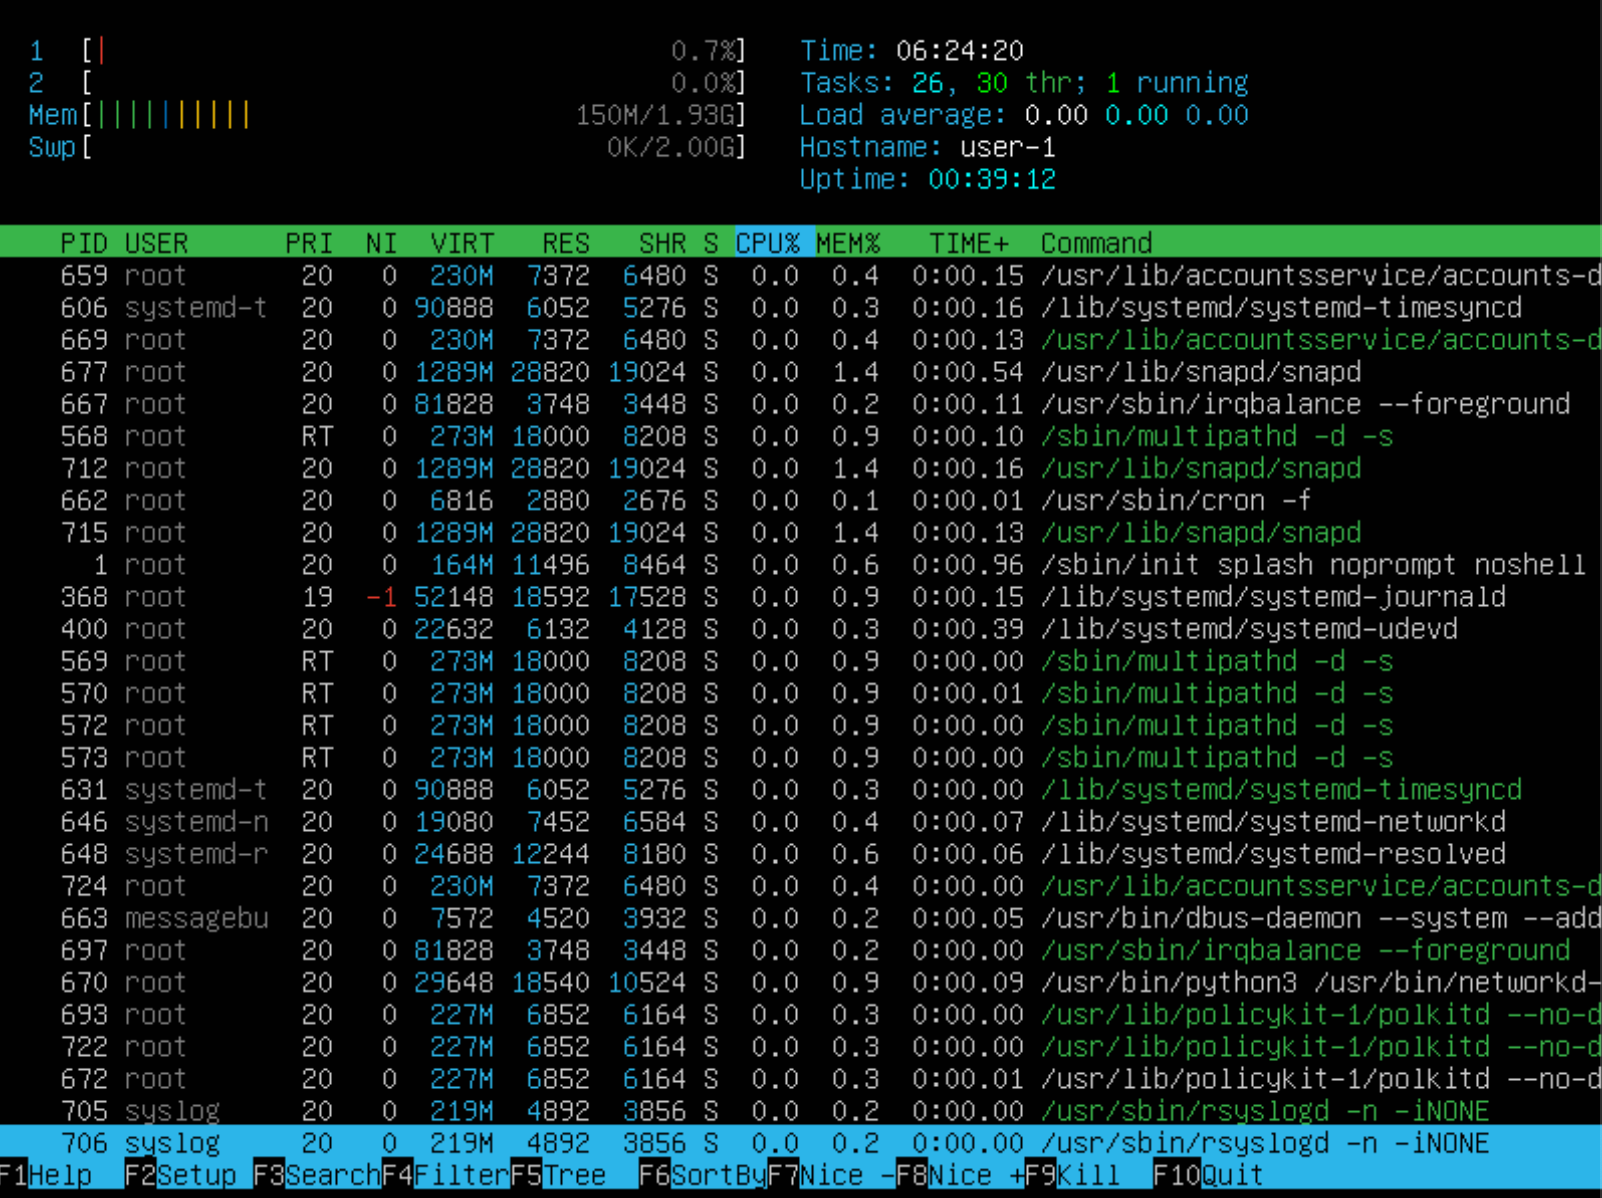 1 [| 0.7%] Time: 06:24:20
2 [ 0.0%] Tasks: 26, 30 thr; 1 running
Mem[|||||||||| 150M/1.93G] Load average: 0.00 0.00 0.00
Swp[ 0K/2.00G] Hostname: user-1
Uptime: 00:39:12
PID USER PRI NI VIRT RES SHR S CPU% MEM% TIME+ Command
659 root 20 0 230M 7372 6480 S 0.0 0.4 0:00.15 /usr/lib/accountsservice/accounts-d
606 systemd-t 20 0 90888 6052 5276 S 0.0 0.3 0:00.16 /lib/systemd/systemd-timesyncd
669 root 20 0 230M 7372 6480 S 0.0 0.4 0:00.13 /usr/lib/accountsservice/accounts-d
677 root 20 0 1289M 28820 19024 S 0.0 1.4 0:00.54 /usr/lib/snapd/snapd
667 root 20 0 81828 3748 3448 S 0.0 0.2 0:00.11 /usr/sbin/irqbalance --foreground
568 root RT 0 273M 18000 8208 S 0.0 0.9 0:00.10 /sbin/multipathd -d -s
712 root 20 0 1289M 28820 19024 S 0.0 1.4 0:00.16 /usr/lib/snapd/snapd
662 root 20 0 6816 2880 2676 S 0.0 0.1 0:00.01 /usr/sbin/cron -f
715 root 20 0 1289M 28820 19024 S 0.0 1.4 0:00.13 /usr/lib/snapd/snapd
1 root 20 0 164M 11496 8464 S 0.0 0.6 0:00.96 /sbin/init splash noprompt noshell
368 root 19 -1 52148 18592 17528 S 0.0 0.9 0:00.15 /lib/systemd/systemd-journald
400 root 20 0 22632 6132 4128 S 0.0 0.3 0:00.39 /lib/systemd/systemd-udevd
569 root RT 0 273M 18000 8208 S 0.0 0.9 0:00.00 /sbin/multipathd -d -s
570 root RT 0 273M 18000 8208 S 0.0 0.9 0:00.01 /sbin/multipathd -d -s
572 root RT 0 273M 18000 8208 S 0.0 0.9 0:00.00 /sbin/multipathd -d -s
573 root RT 0 273M 18000 8208 S 0.0 0.9 0:00.00 /sbin/multipathd -d -s
631 systemd-t 20 0 90888 6052 5276 S 0.0 0.3 0:00.00 /lib/systemd/systemd-timesyncd
646 systemd-n 20 0 19080 7452 6584 S 0.0 0.4 0:00.07 /lib/systemd/systemd-networkd
648 systemd-r 20 0 24688 12244 8180 S 0.0 0.6 0:00.06 /lib/systemd/systemd-resolved
724 root 20 0 230M 7372 6480 S 0.0 0.4 0:00.00 /usr/lib/accountsservice/accounts-d
663 messagebu 20 0 7572 4520 3932 S 0.0 0.2 0:00.05 /usr/bin/dbus-daemon --system --add
697 root 20 0 81828 3748 3448 S 0.0 0.2 0:00.00 /usr/sbin/irqbalance --foreground
670 root 20 0 29648 18540 10524 S 0.0 0.9 0:00.09 /usr/bin/python3 /usr/bin/networkd-
693 root 20 0 227M 6852 6164 S 0.0 0.3 0:00.00 /usr/lib/policykit-1/polkitd --no-d
722 root 20 0 227M 6852 6164 S 0.0 0.3 0:00.00 /usr/lib/policykit-1/polkitd --no-d
672 root 20 0 227M 6852 6164 S 0.0 0.3 0:00.01 /usr/lib/policykit-1/polkitd --no-d
705 syslog 20 0 219M 4892 3856 S 0.0 0.2 0:00.00 /usr/sbin/rsyslogd -n -iNONE
706 syslog 20 0 219M 4892 3856 S 0.0 0.2 0:00.00 /usr/sbin/rsyslogd -n -iNONE
F1Help F2Setup F3SearchF4FilterF5Tree F6SortByF7Nice -F8Nice +F9Kill F10Quit